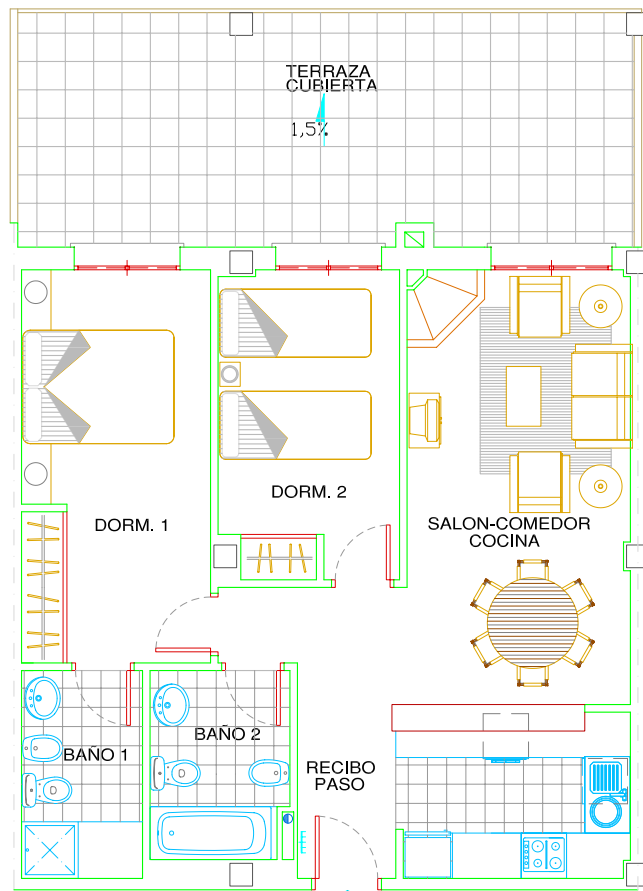 TERRAZA
CUBIERTA
1,5%
DORM. 1
DORM. 2
SALON-COMEDOR
COCINA
BAÑO 1
BAÑO 2
RECIBO
PASO